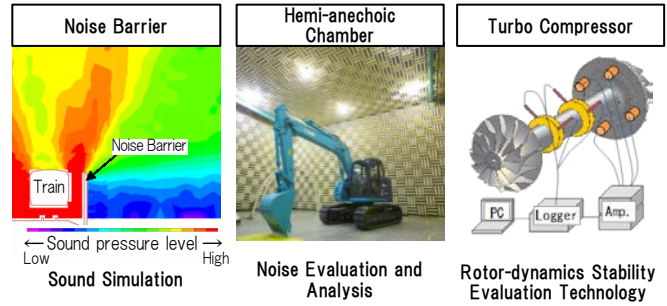 Noise Barrier
Noise Barrier
Train
← Sound pressure level →
Low
High
Sound Simulation
Hemi-anechoic
Chamber
Noise Evaluation and
Analysis
Turbo Compressor
PC
Logger
Amp.
Rotor-dynamics Stability
Evaluation Technology